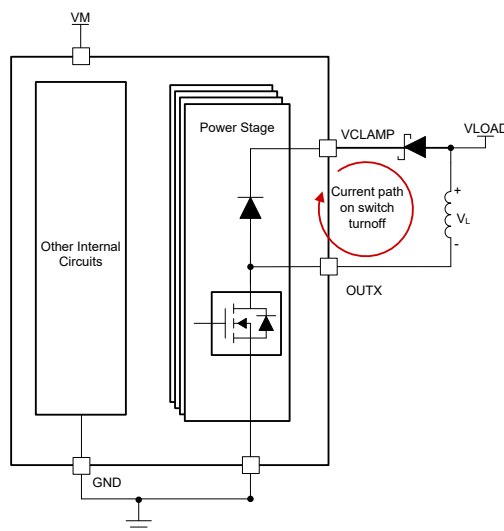 VM
Power Stage
VCLAMP
VLOAD
Current path
on switch
turnoff
+
VL
-
Other Internal
Circuits
OUTX
GND